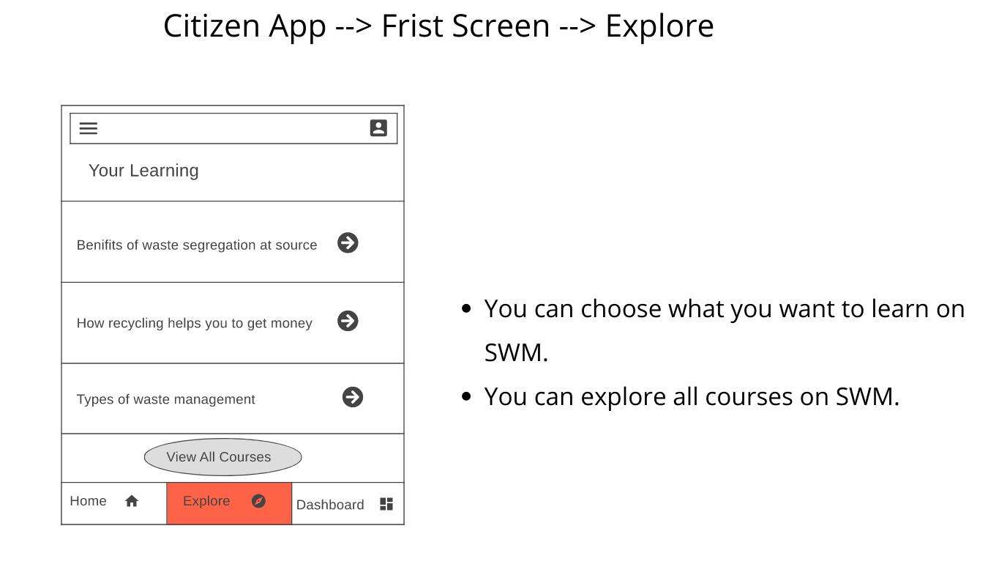 Citizen App --> Frist Screen --> Explore
Your Learning
Benifits of waste segregation at source
How recycling helps you to get money
Types of waste management
View All Courses
Home
Explore
Dashboard
• You can choose what you want to learn on
SWM.
• You can explore all courses on SWM.